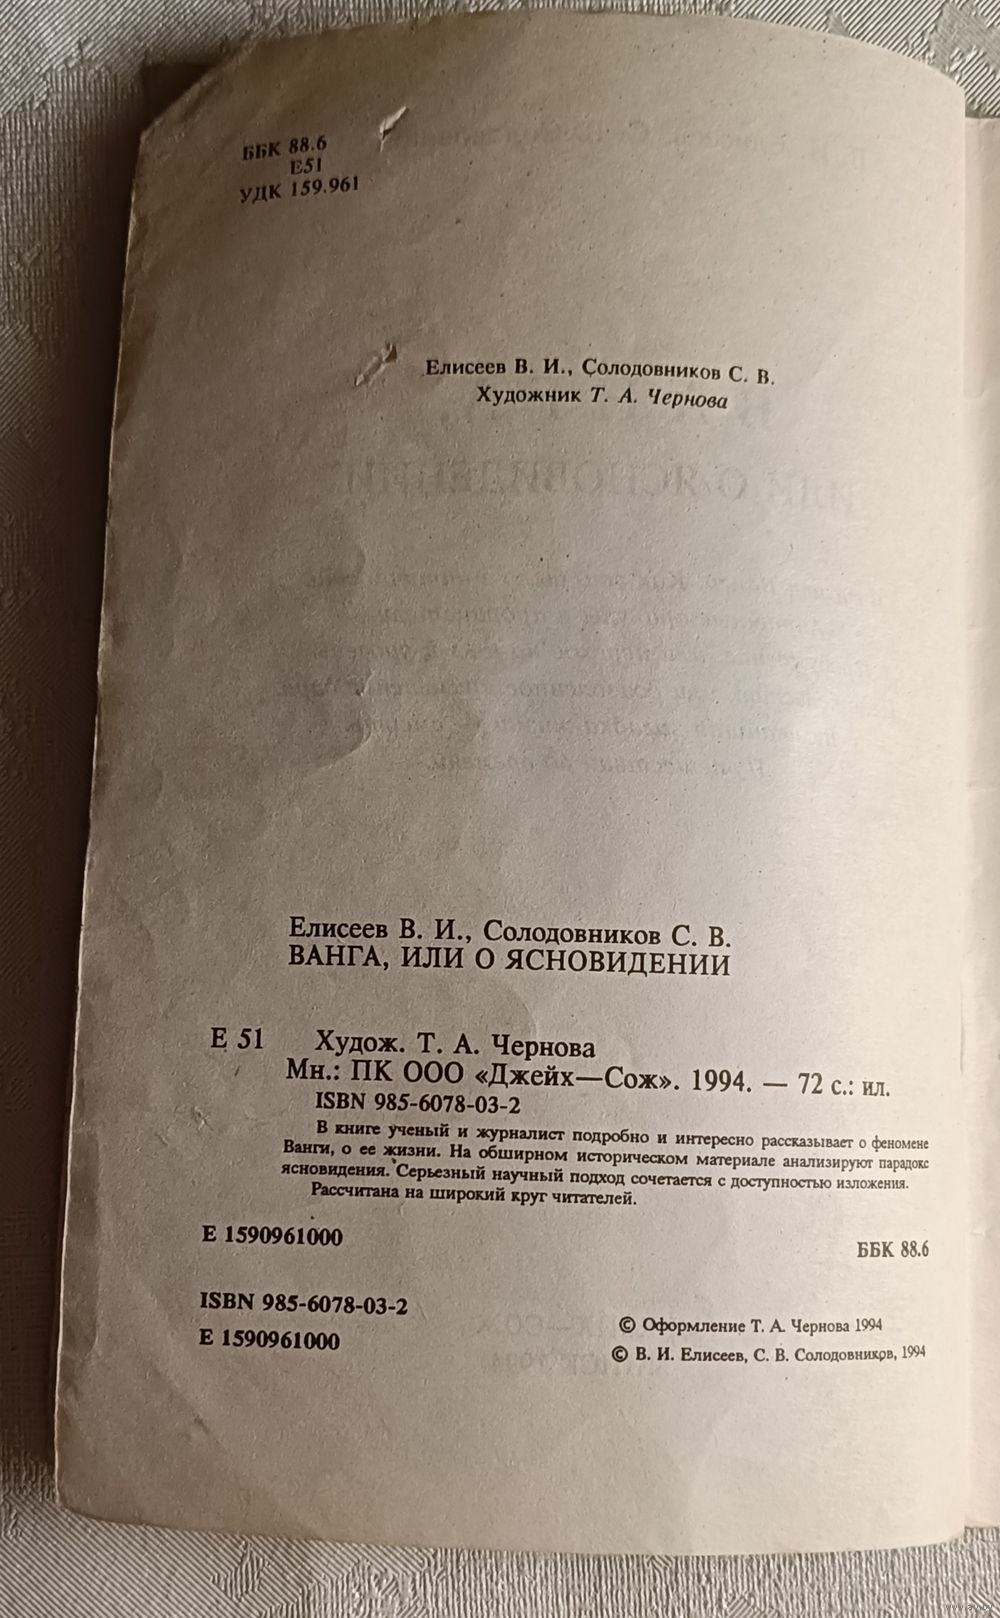 ББК 88.6
Е51
УДК 159.961
Елисеев В. И., Солодовников С. В.
Художник Т. А. Чернова
ИЛИ О ЯСНОВИДЕНИИ
Елисеев В. И., Солодовников С. В.
ВАНГА, ИЛИ О ЯСНОВИДЕНИИ
Е 51 Худож. Т. А. Чернова
Мн.: ПК ООО «Джейх—Сож». 1994. — 72 с.: ил.
ISBN 985-6078-03-2
В книге ученый и журналист подробно и интересно рассказывает о феномене
Ванги, о ее жизни. На обширном историческом материале анализируют парадокс
ясновидения. Серьезный научный подход сочетается с доступностью изложения.
Рассчитана на широкий круг читателей.
Е 1590961000
ББК 88.6
ISBN 985-6078-03-2
Е 1590961000
© Оформление Т. А. Чернова 1994
© В. И. Елисеев, С. В. Солодовников, 1994